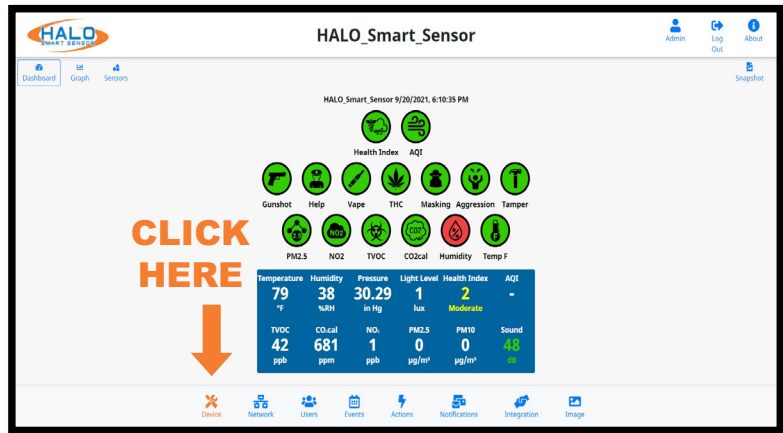 HALO
SMART SENSOR
HALO_Smart_Sensor
Admin
Log Out
About
Dashboard
Graph
Sensors
Snapshot
HALO_Smart_Sensor 9/20/2021, 6:10:35 PM
Health Index AQI
Gunshot Help Vape THC Masking Aggression Tamper
NO2 CO2 F
PM2.5 NO2 TVOC CO2cal Humidity Temp F
CLICK
HERE
Temperature Humidity Pressure Light Level Health Index AQI
79 38 30.29 1 2 -
°F %RH in Hg lux Moderate
TVOC CO₂cal NO₂ PM2.5 PM10 Sound
42 681 1 0 0 48
ppb ppm ppb µg/m³ µg/m³ dB
Device Network Users Events Actions Notifications Integration Image